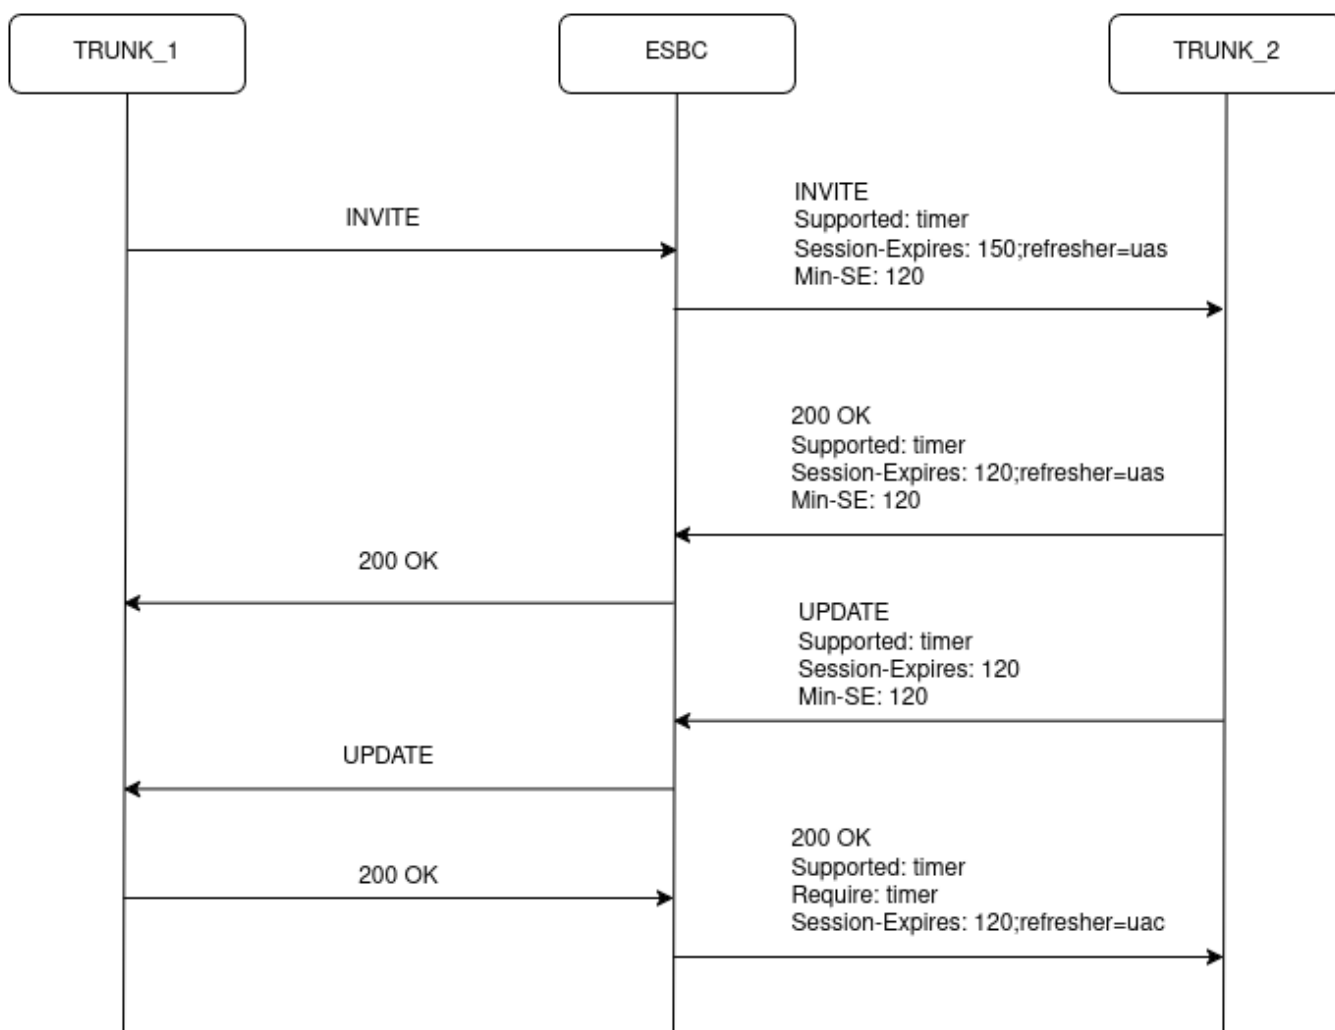 TRUNK_1
ESBC
TRUNK_2
INVITE
INVITE
Supported: timer
Session-Expires: 150;refresher=uas
Min-SE: 120
200 OK
Supported: timer
Session-Expires: 120;refresher=uas
Min-SE: 120
200 OK
UPDATE
Supported: timer
Session-Expires: 120
Min-SE: 120
UPDATE
200 OK
200 OK
Supported: timer
Require: timer
Session-Expires: 120;refresher=uac